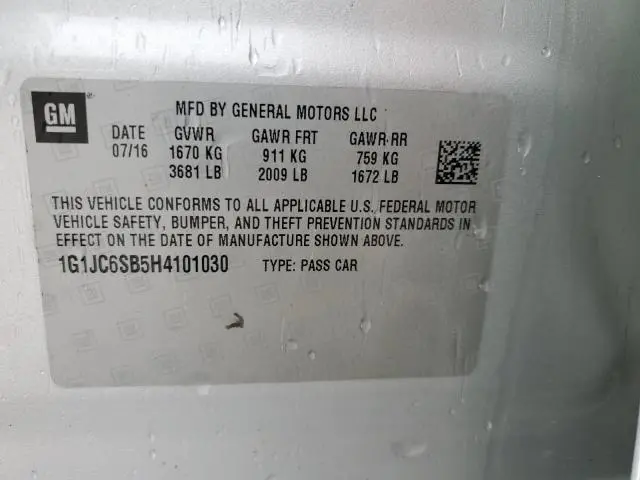 GM
MFD BY GENERAL MOTORS LLC
DATE GVWR GAWR FRT GAWR RR
07/16 1670 KG 911 KG 759 KG
3681 LB 2009 LB 1672 LB
THIS VEHICLE CONFORMS TO ALL APPLICABLE U.S. FEDERAL MOTOR
VEHICLE SAFETY, BUMPER, AND THEFT PREVENTION STANDARDS IN
EFFECT ON THE DATE OF MANUFACTURE SHOWN ABOVE.
1G1JC6SB5H4101030 TYPE: PASS CAR